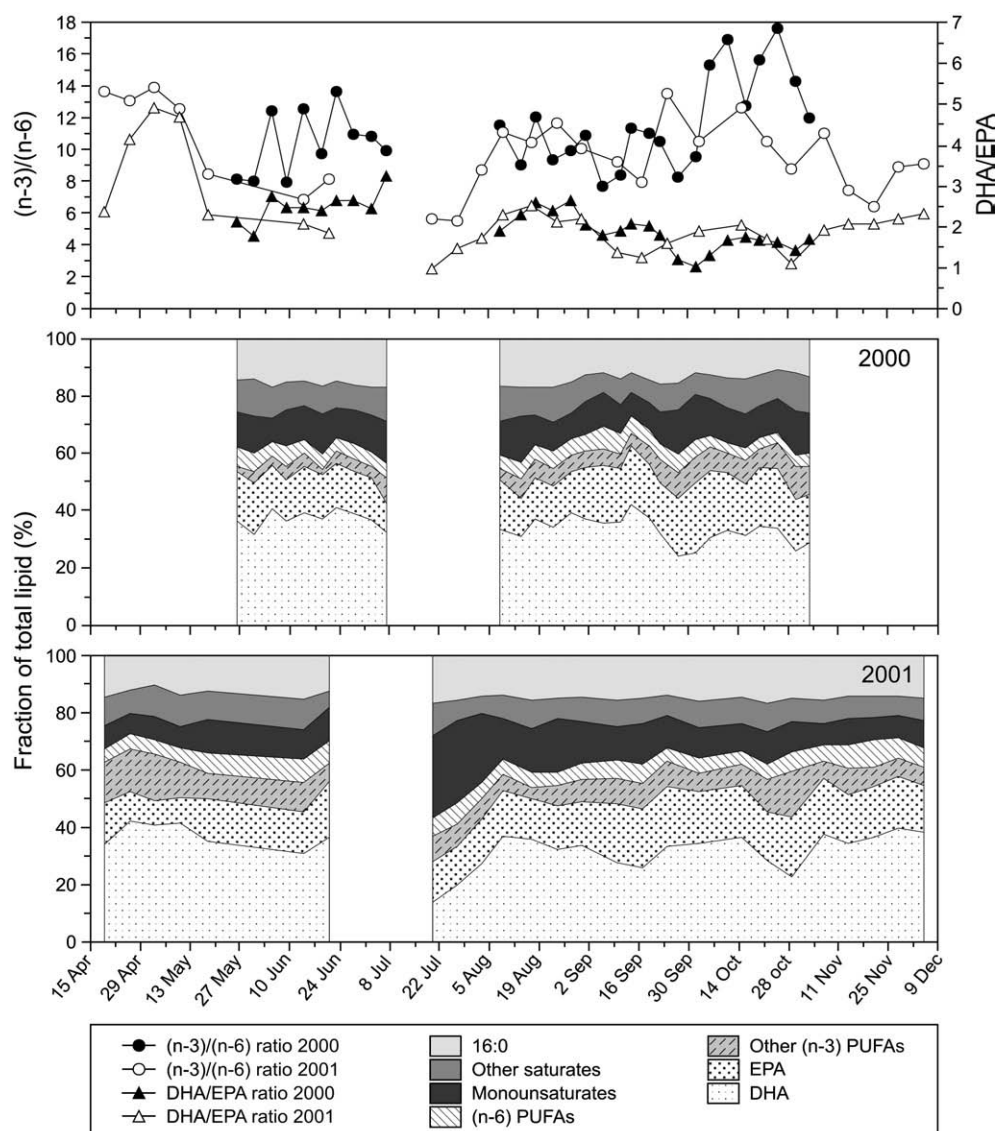 18
16
14
12
10
8
6
4
2
0
(n-3)/(n-6)
7
6
5
4
3
2
1
0
DHA/EPA
100
80
60
40
20
0
2000
Fraction of total lipid (%)
100
80
60
40
20
0
2001
15 Apr
29 Apr
13 May
27 May
10 Jun
24 Jun
8 Jul
22 Jul
5 Aug
19 Aug
2 Sep
16 Sep
30 Sep
14 Oct
28 oct
11 Nov
25 Nov
9 Dec
(n-3)/(n-6) ratio 2000
(n-3)/(n-6) ratio 2001
DHA/EPA ratio 2000
DHA/EPA ratio 2001
16:0
Other saturates
Monounsaturates
(n-6) PUFAs
Other (n-3) PUFAs
EPA
DHA